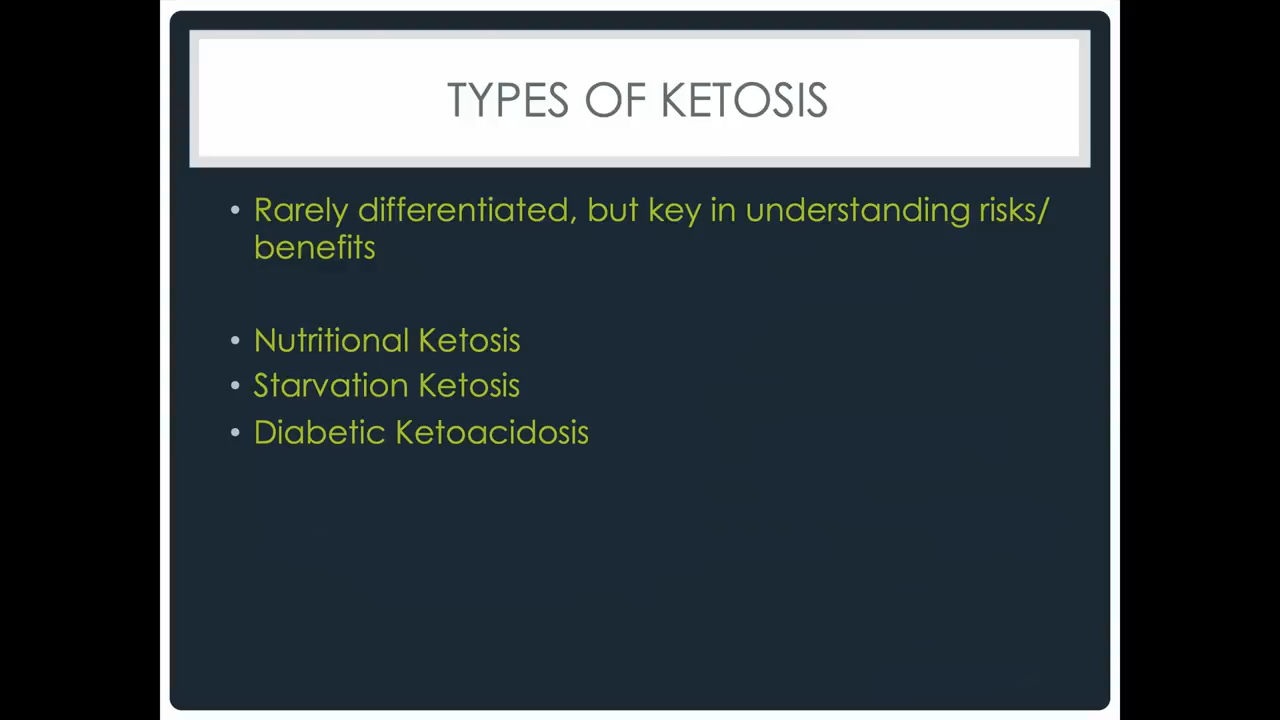 TYPES OF KETOSIS
• Rarely differentiated, but key in understanding risks/
benefits
• Nutritional Ketosis
• Starvation Ketosis
• Diabetic Ketoacidosis